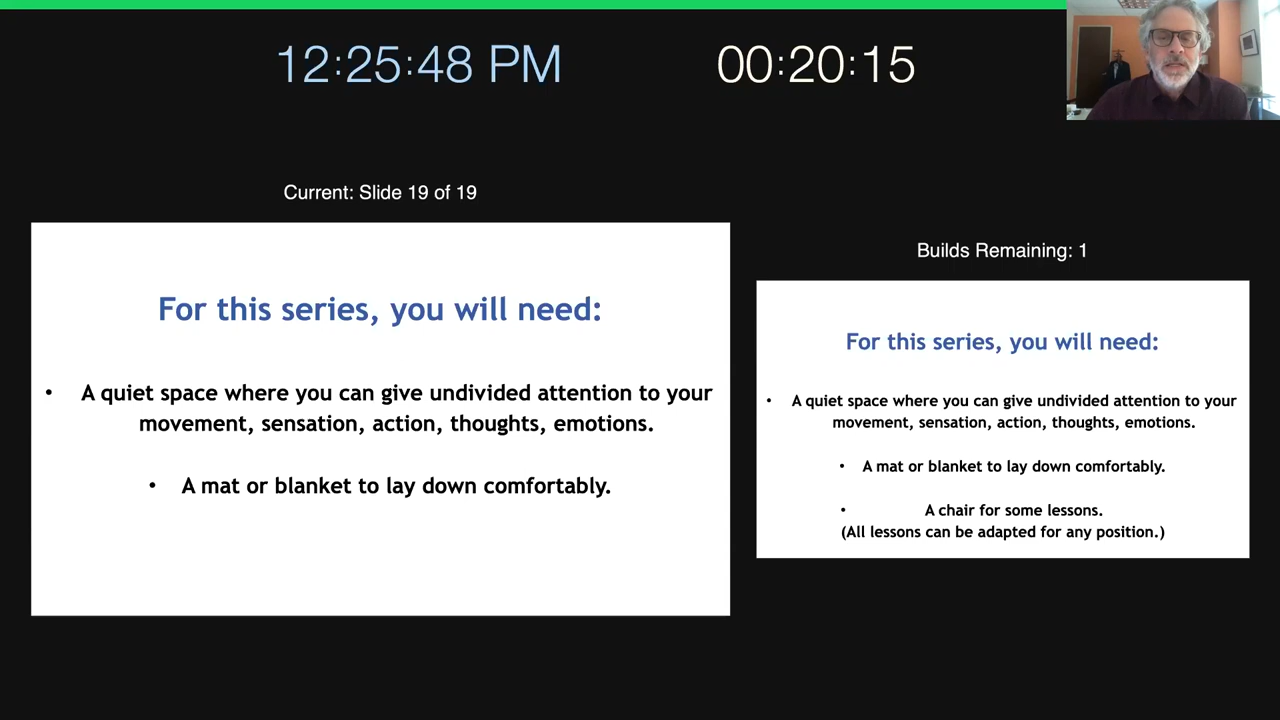 12:25:48 PM
00:20:15
Current: Slide 19 of 19
For this series, you will need:
• A quiet space where you can give undivided attention to your
movement, sensation, action, thoughts, emotions.
• A mat or blanket to lay down comfortably.
Builds Remaining: 1
For this series, you will need:
• A quiet space where you can give undivided attention to your
movement, sensation, action, thoughts, emotions.
• A mat or blanket to lay down comfortably.
• A chair for some lessons.
(All lessons can be adapted for any position.)